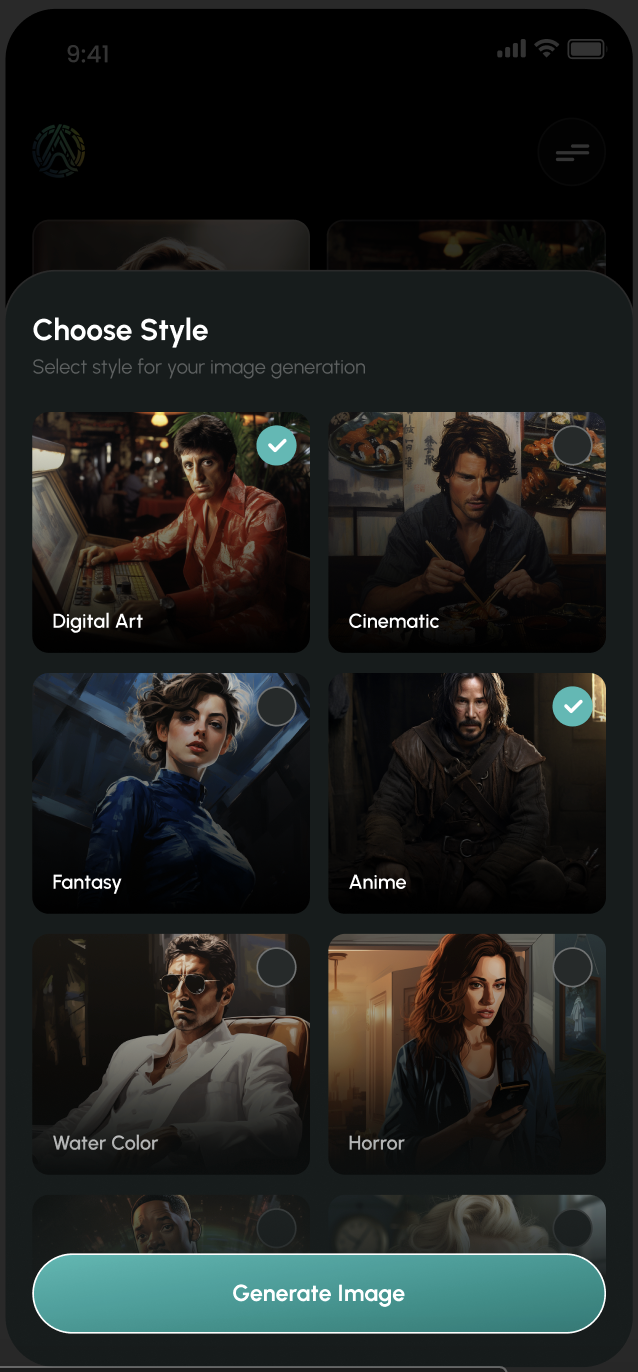 9:41
Choose Style
Select style for your image generation
Digital Art
Cinematic
Fantasy
Anime
Water Color
Horror
Generate Image